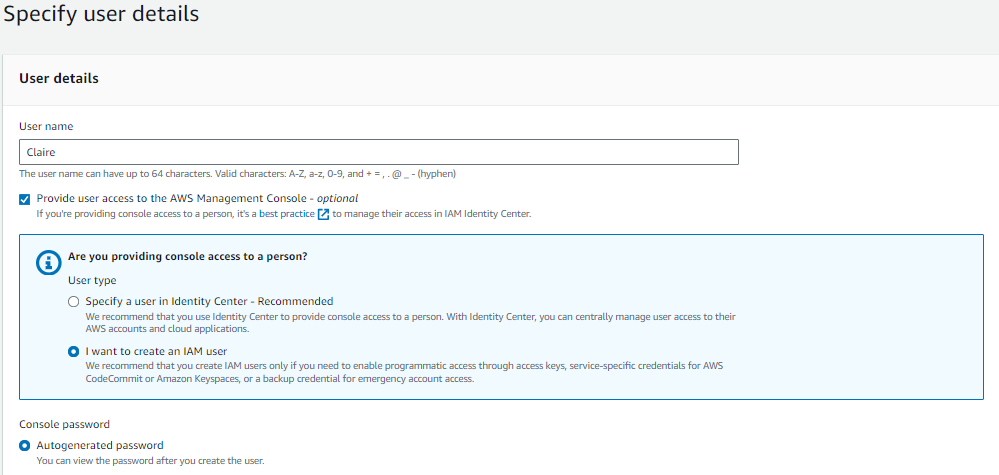 Specify user details
User details
User name
Claire
The user name can have up to 64 characters. Valid characters: A-Z, a-z, 0-9, and + = , . @ _ - (hyphen)
Provide user access to the AWS Management Console - optional
If you're providing console access to a person, it's a best practice to manage their access in IAM Identity Center.
Are you providing console access to a person?
User type
Specify a user in Identity Center - Recommended
We recommend that you use Identity Center to provide console access to a person. With Identity Center, you can centrally manage user access to their
AWS accounts and cloud applications.
I want to create an IAM user
We recommend that you create IAM users only if you need to enable programmatic access through access keys, service-specific credentials for AWS
CodeCommit or Amazon Keyspaces, or a backup credential for emergency account access.
Console password
Autogenerated password
You can view the password after you create the user.